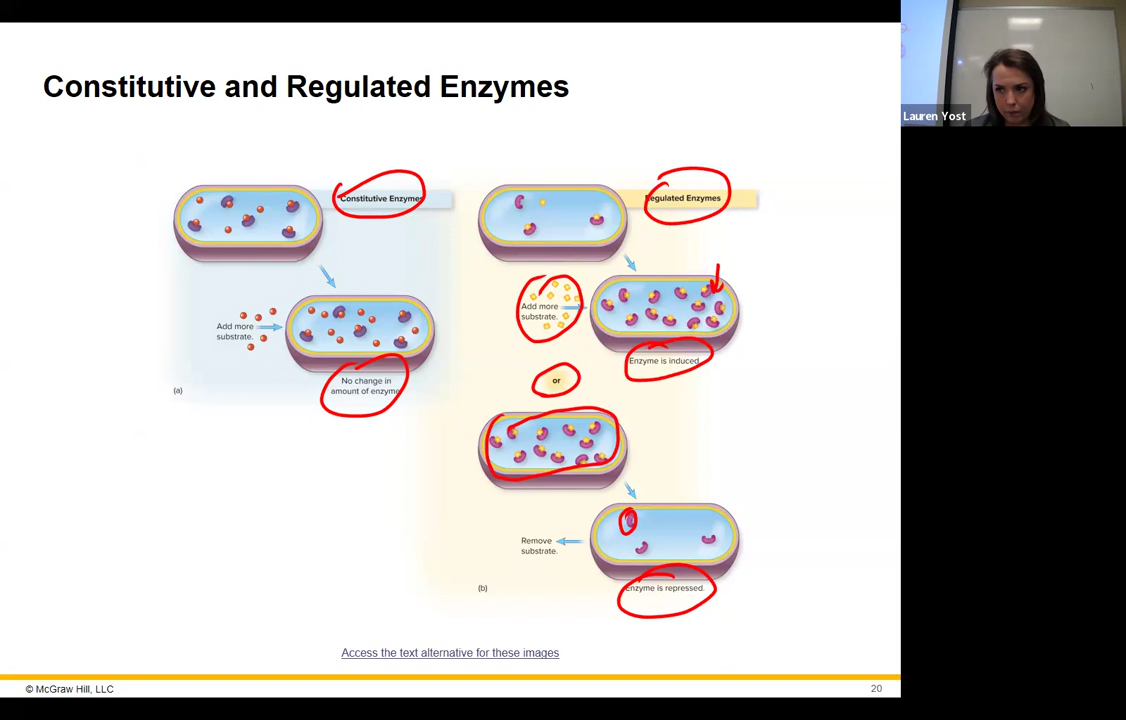 Constitutive and Regulated Enzymes
Lauren Yost
Constitutive Enzymes
Add more
substrate.
No change in
amount of enzyme.
(a)
Regulated Enzymes
Add more
substrate.
Enzyme is induced.
or
Remove
substrate.
Enzyme is repressed.
(b)
Access the text alternative for these images
© McGraw Hill, LLC
20